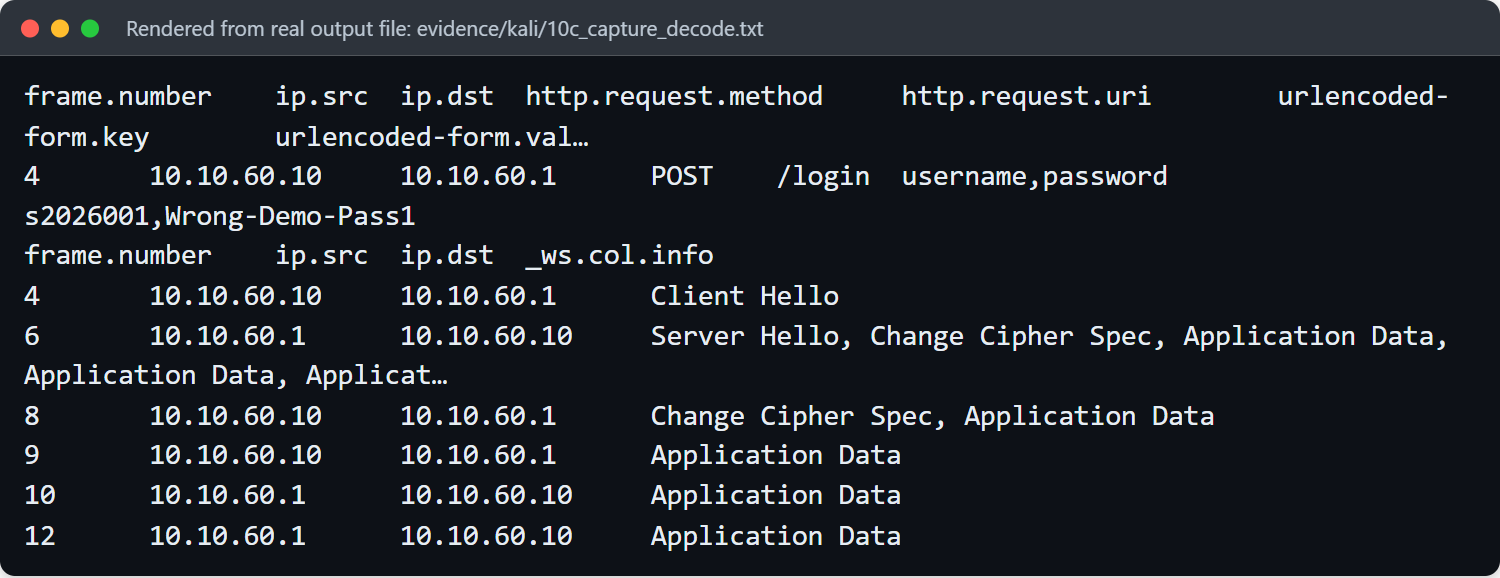 Rendered from real output file: evidence/kali/10c_capture_decode.txt
frame.number    ip.src  ip.dst  http.request.method     http.request.uri        urlencoded-
form.key        urlencoded-form.val…
4       10.10.60.10     10.10.60.1      POST    /login  username,password
s2026001,Wrong-Demo-Pass1
frame.number    ip.src  ip.dst  _ws.col.info
4       10.10.60.10     10.10.60.1      Client Hello
6       10.10.60.1      10.10.60.10     Server Hello, Change Cipher Spec, Application Data,
Application Data, Applicat…
8       10.10.60.10     10.10.60.1      Change Cipher Spec, Application Data
9       10.10.60.10     10.10.60.1      Application Data
10      10.10.60.1      10.10.60.10     Application Data
12      10.10.60.1      10.10.60.10     Application Data